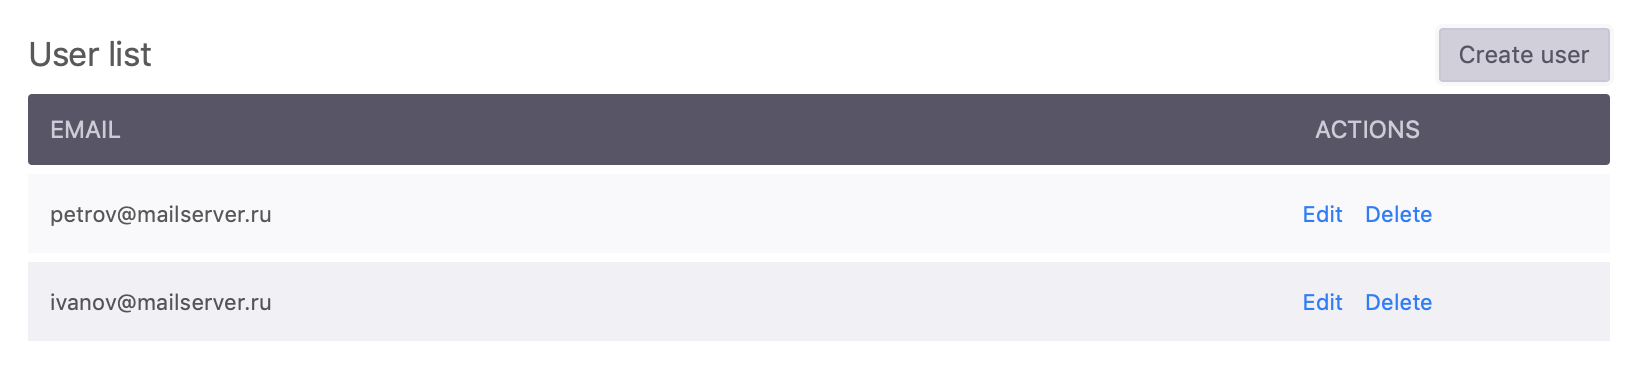 User list
Create user
EMAIL ACTIONS
petrov@mailserver.ru Edit Delete
ivanov@mailserver.ru Edit Delete